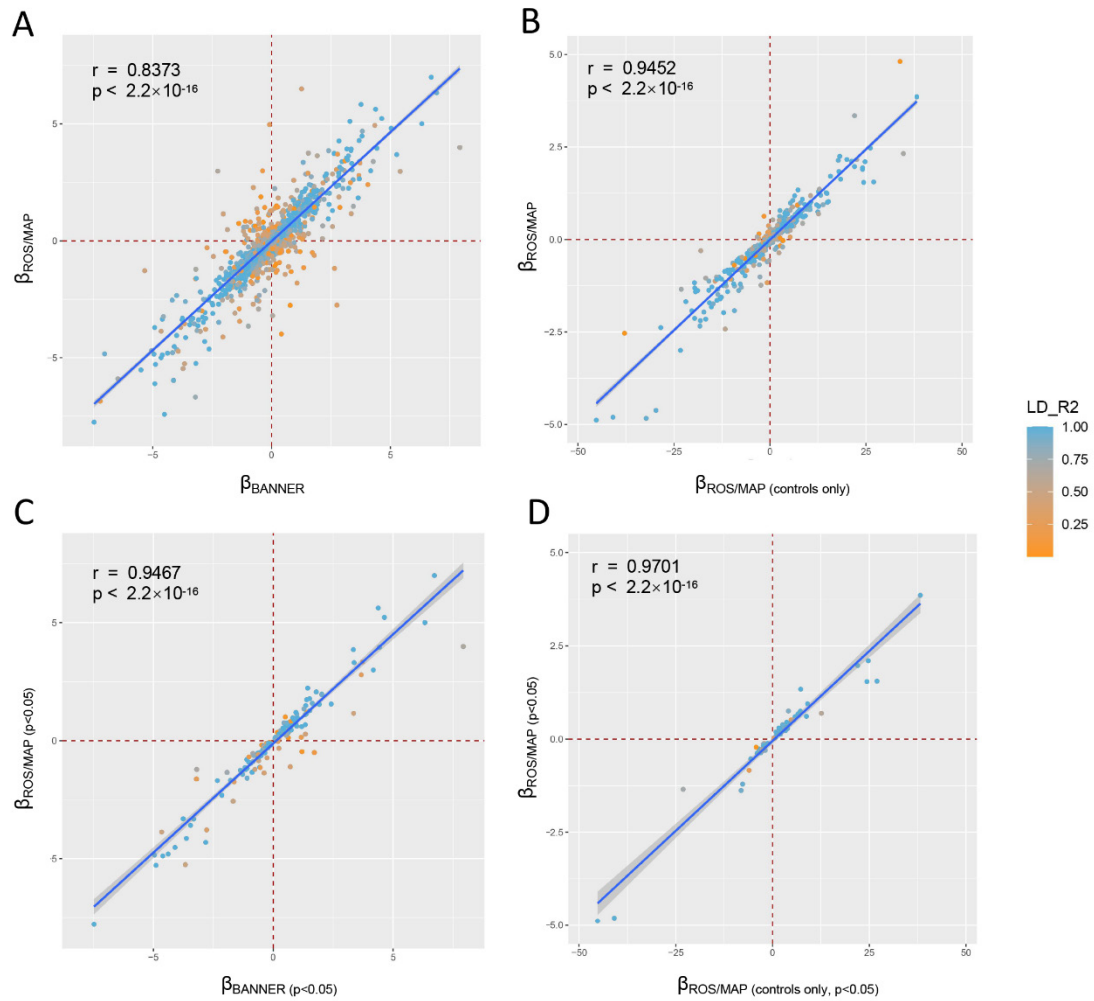 A
r = 0.8373
p < 2.2×10-16
5
0
−5
βROS/MAP
−5
0
5
βBANNER
B
r = 0.9452
p < 2.2×10-16
5.0
2.5
0.0
−2.5
−5.0
βROS/MAP
−50
−25
0
25
50
βROS/MAP (controls only)
LD_R2
1.00
0.75
0.50
0.25
C
r = 0.9467
p < 2.2×10-16
5
0
−5
βROS/MAP (p<0.05)
−5
0
5
βBANNER (p<0.05)
D
r = 0.9701
p < 2.2×10-16
5.0
2.5
0.0
−2.5
−5.0
βROS/MAP (p<0.05)
−50
−25
0
25
50
βROS/MAP (controls only, p<0.05)